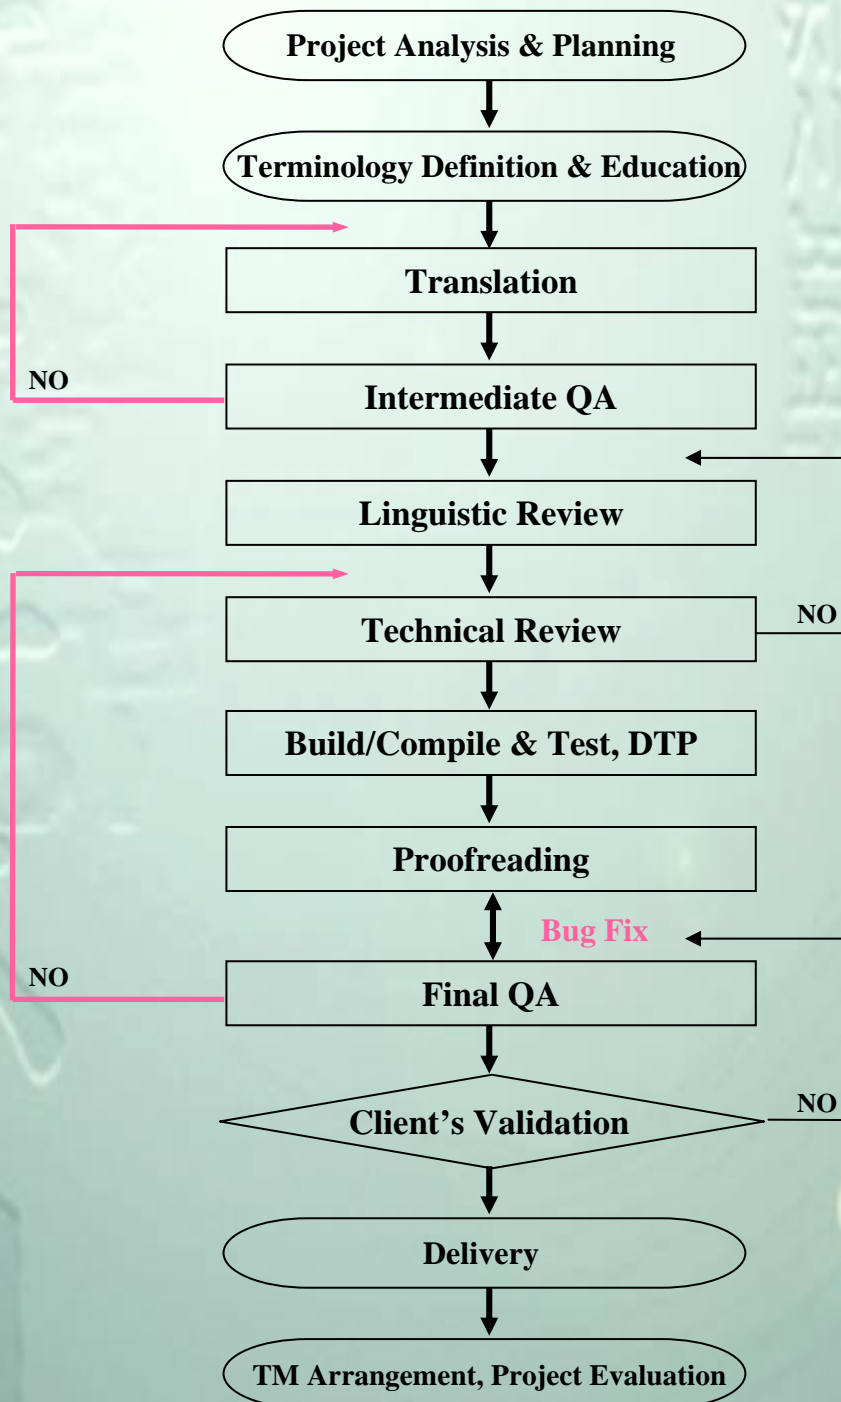 Project Analysis & Planning
Terminology Definition & Education
Translation
NO
Intermediate QA
Linguistic Review
Technical Review
NO
Build/Compile & Test, DTP
Proofreading
Bug Fix
NO
Final QA
Client’s Validation
NO
Delivery
TM Arrangement, Project Evaluation